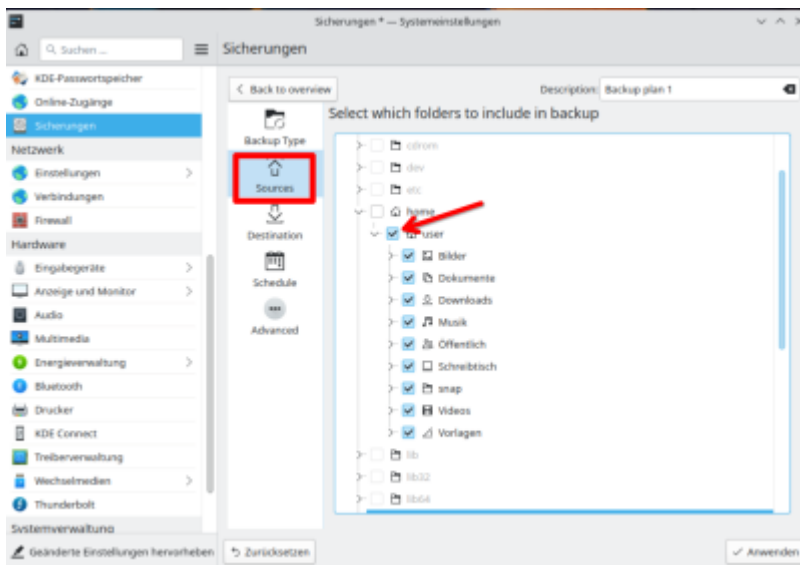 Sicherungen * — Systemeinstellungen
Suchen ...
Sicherungen
KDE-Passwortspeicher
Online-Zugänge
Sicherungen
Netzwerk
Einstellungen
Verbindungen
Firewall
Hardware
Eingabegeräte
Anzeige und Monitor
Audio
Multimedia
Energieverwaltung
Bluetooth
Drucker
KDE Connect
Treiberverwaltung
Wechselmedien
Thunderbolt
Systemverwaltung
Geänderte Einstellungen hervorheben
Back to overview
Description: Backup plan 1
Backup Type
Sources
Destination
Schedule
Advanced
Select which folders to include in backup
cdrom
dev
etc
home
user
Bilder
Dokumente
Downloads
Musik
Öffentlich
Schreibtisch
snap
Videos
Vorlagen
lib
lib32
lib64
Zurücksetzen
Anwenden